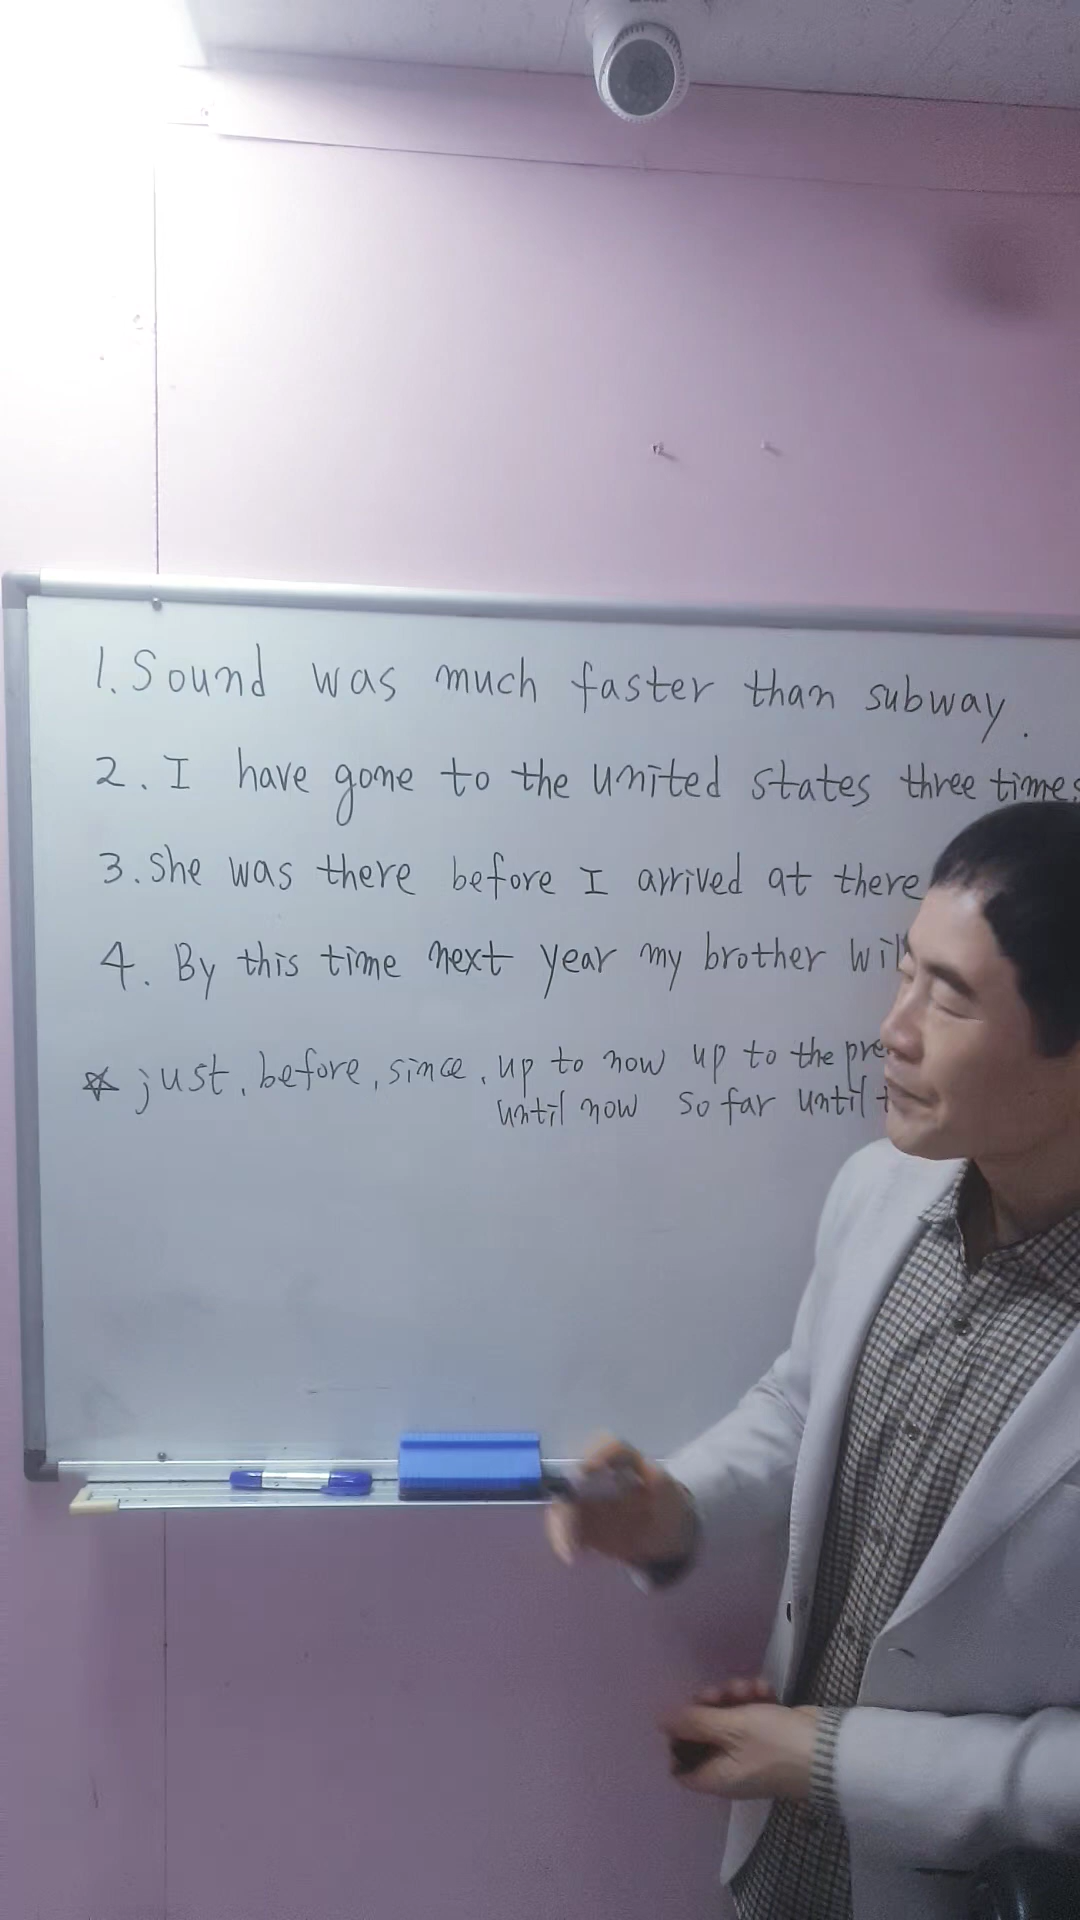 1. Sound was much faster than subway.
2. I have gone to the united states three times
3. She was there before I arrived at there
4. By this time next year my brother
☆ just, before, since, up to now up to the
until now so far until